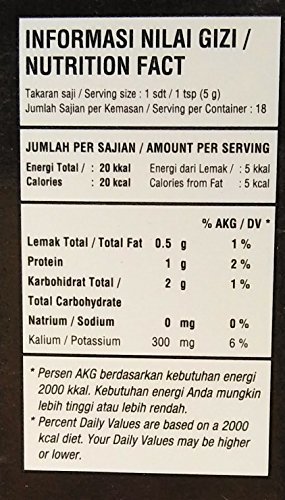 INFORMASI NILAI GIZI /
NUTRITION FACT
Takaran saji / Serving size : 1 sdt / 1 tsp (5 g)
Jumlah Sajian per Kemasan / Serving per Container : 18
JUMLAH PER SAJIAN / AMOUNT PER SERVING
Energi Total / : 20 kkal Energi dari Lemak / : 5 kkal
Calories : 20 kcal Calories from Fat : 5 kcal
% AKG / DV *
Lemak Total / Total Fat 0.5 g 1 %
Protein 1 g 2 %
Karbohidrat Total / 2 g 1 %
Total Carbohydrate
Natrium / Sodium 0 mg 0 %
Kalium / Potassium 300 mg 6 %
* Persen AKG berdasarkan kebutuhan energi
2000 kkal. Kebutuhan energi Anda mungkin
lebih tinggi atau lebih rendah.
* Percent Daily Values are based on a 2000
kcal diet. Your Daily Values may be higher
or lower.